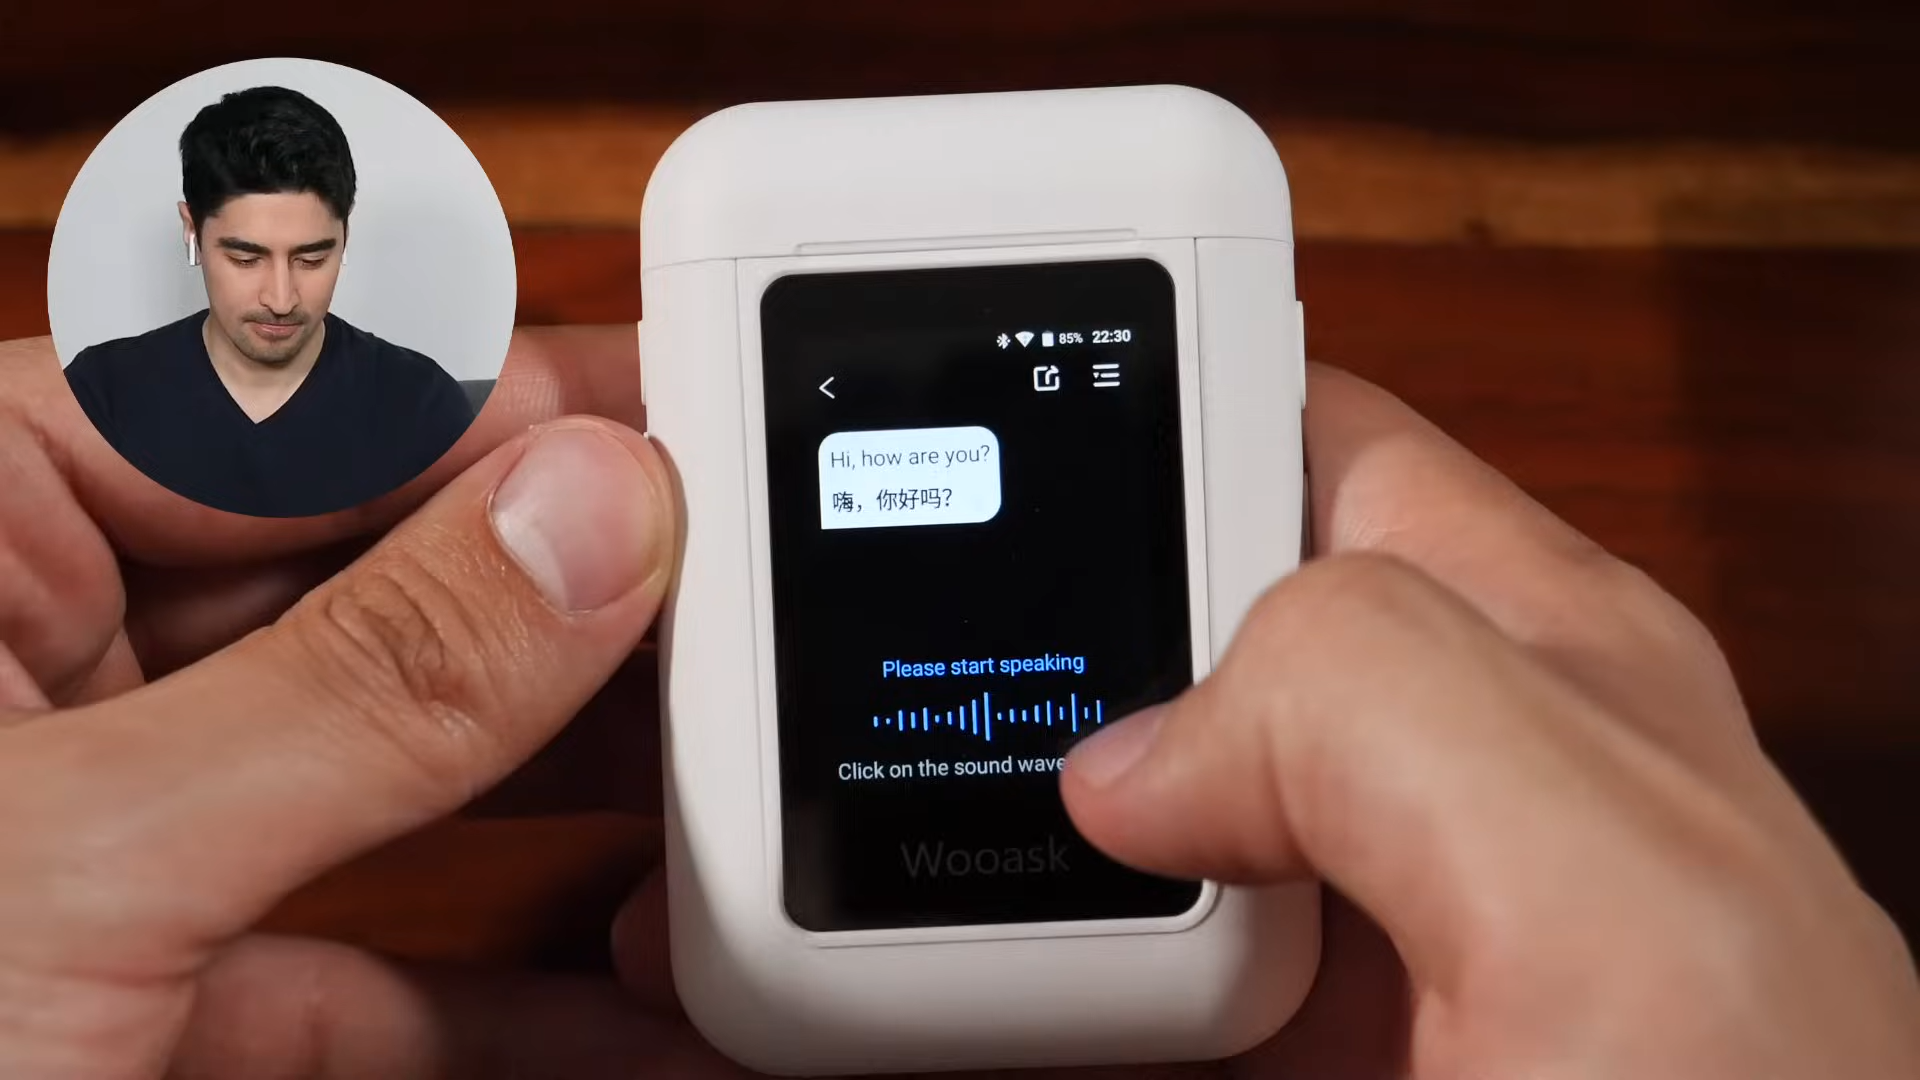 85% 22:30
Hi, how are you?
嗨，你好吗？
Please start speaking
Click on the sound wave
Wooask